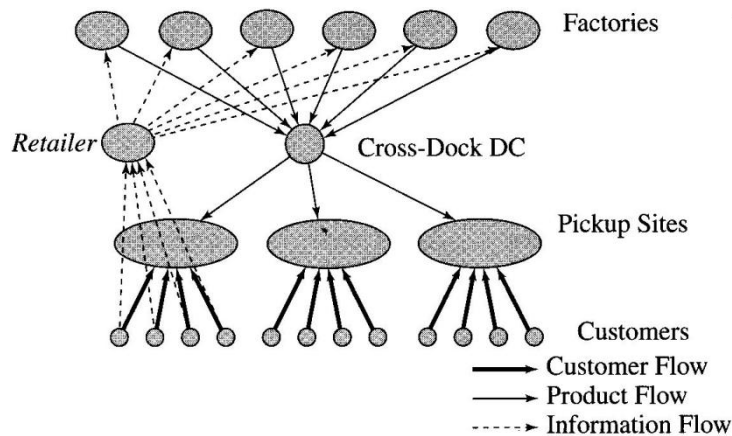 Factories
Retailer
Cross-Dock DC
Pickup Sites
Customers
Customer Flow
Product Flow
Information Flow